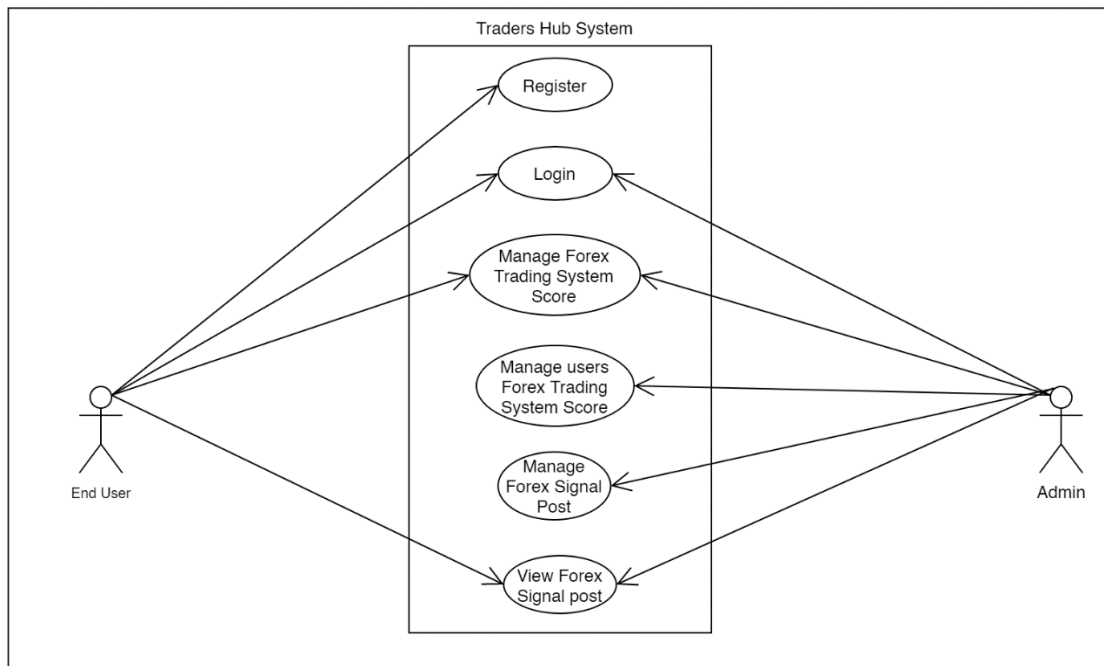 Traders Hub System
Register
Login
Manage Forex
Trading System
Score
Manage users
Forex Trading
System Score
End User
Manage
Forex Signal
Post
Admin
View Forex
Signal post